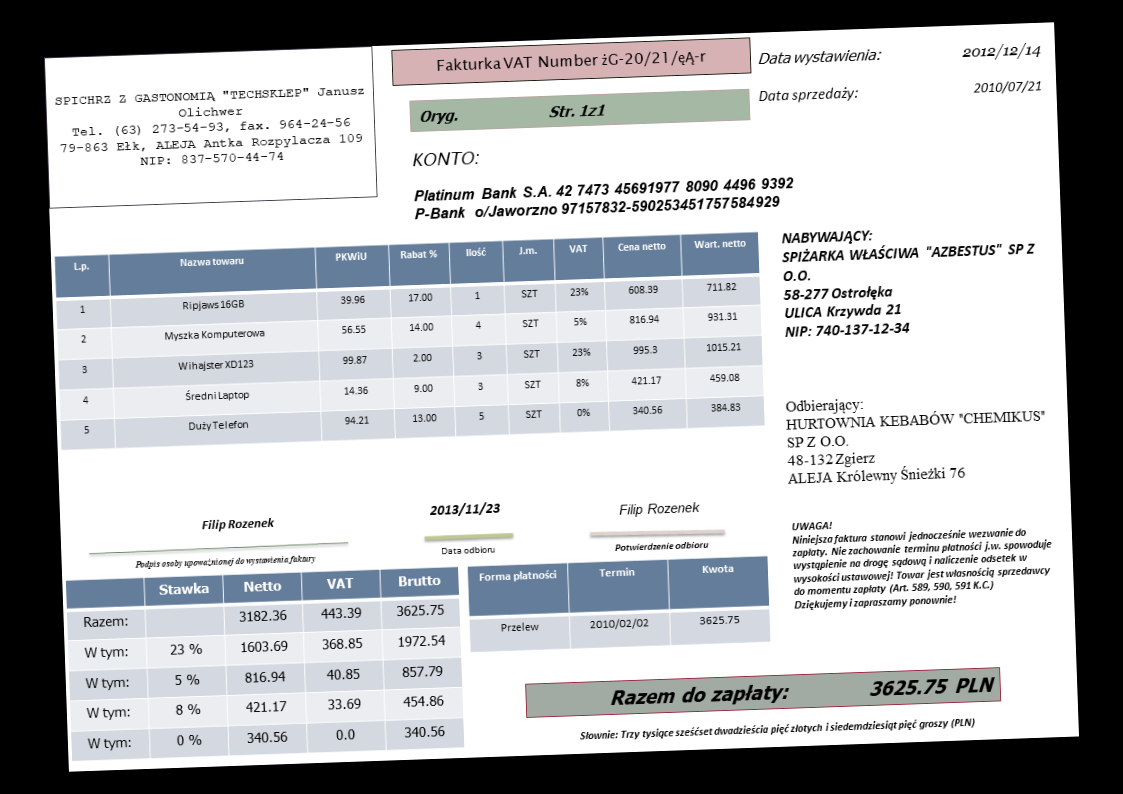 SPICHRZ Z GASTONOMIĄ "TECHSKLEP" Janusz
Olichwer
Tel. (63) 273-54-93, fax. 964-24-56
79-863 Ełk, ALEJA Antka Rozpylacza 109
NIP: 837-570-44-74
Fakturka VAT Number żG-20/21/ęĄ-r
Oryg. Str. 1z1
Data wystawienia: 2012/12/14
Data sprzedaży: 2010/07/21
KONTO:
Platinum Bank S.A. 42 7473 45691977 8090 4496 9392
P-Bank o/Jaworzno 97157832-590253451757584929
NABYWAJĄCY:
SPIŻARKA WŁAŚCIWA "AZBESTUS" SP Z
O.O.
58-277 Ostrołęka
ULICA Krzywda 21
NIP: 740-137-12-34
L.p. Nazwa towaru PKWiU Rabat % Ilość J.m. VAT Cena netto Wart. netto
1 Ripjaws 16GB 39.96 17.00 1 SZT 23% 608.39 711.82
2 Myszka Komputerowa 56.55 14.00 4 SZT 5% 816.94 931.31
3 Wihajster XD123 99.87 2.00 3 SZT 23% 995.3 1015.21
4 Średni Laptop 14.36 9.00 3 SZT 8% 421.17 459.08
5 Duży Telefon 94.21 13.00 5 SZT 0% 340.56 384.83
Odbierający:
HURTOWNIA KEBABÓW "CHEMIKUS"
SP Z O.O.
48-132 Zgierz
ALEJA Królewny Śnieżki 76
Filip Rozenek
Podpis osoby upoważnionej do wystawienia faktury
2013/11/23
Data odbioru
Filip Rozenek
Potwierdzenie odbioru
UWAGA!
Niniejsza faktura stanowi jednocześnie wezwanie do
zapłaty. Nie zachowanie terminu płatności j.w. spowoduje
wystąpienie na drogę sądową i naliczenie odsetek w
wysokości ustawowej! Towar jest własnością sprzedawcy
do momentu zapłaty (Art. 589, 590, 591 K.C.)
Dziękujemy i zapraszamy ponownie!
Stawka Netto VAT Brutto
Razem: 3182.36 443.39 3625.75
W tym: 23 % 1603.69 368.85 1972.54
W tym: 5 % 816.94 40.85 857.79
W tym: 8 % 421.17 33.69 454.86
W tym: 0 % 340.56 0.0 340.56
Forma płatności Termin Kwota
Przelew 2010/02/02 3625.75
Razem do zapłaty: 3625.75 PLN
Słownie: Trzy tysiące sześćset dwadzieścia pięć złotych i siedemdziesiąt pięć groszy (PLN)